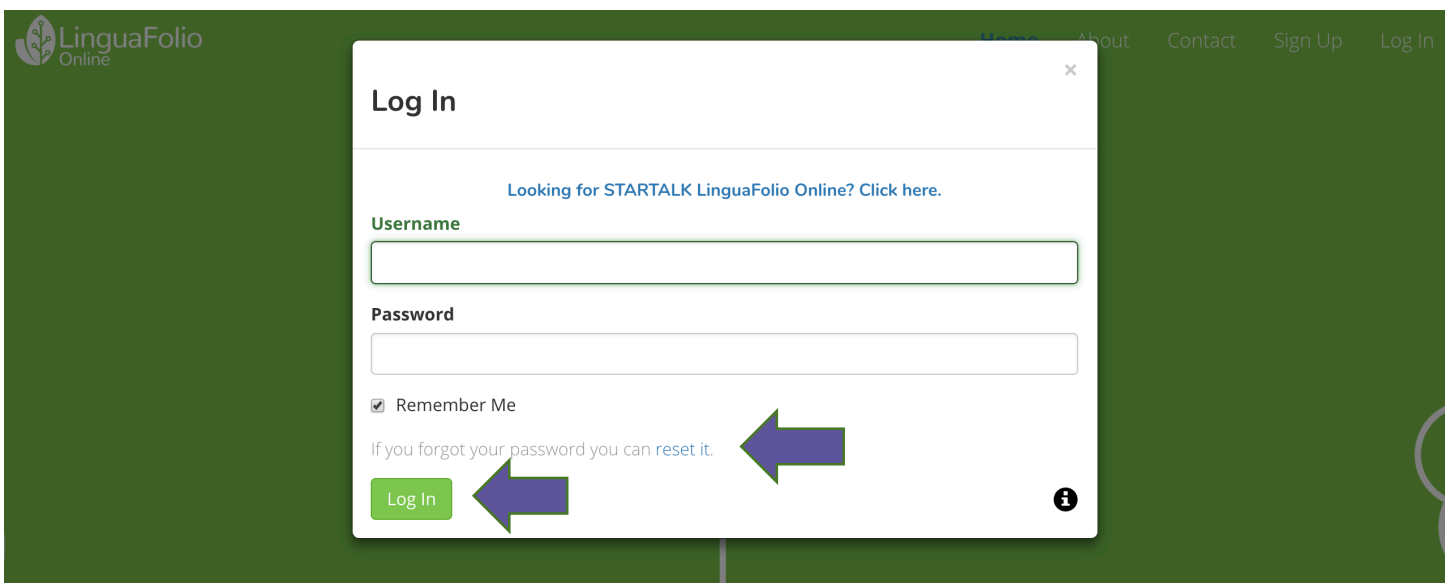 LinguaFolio
Online
Home About Contact Sign Up Log In
×
Log In
Looking for STARTALK LinguaFolio Online? Click here.
Username
Password
Remember Me
If you forgot your password you can reset it.
Log In